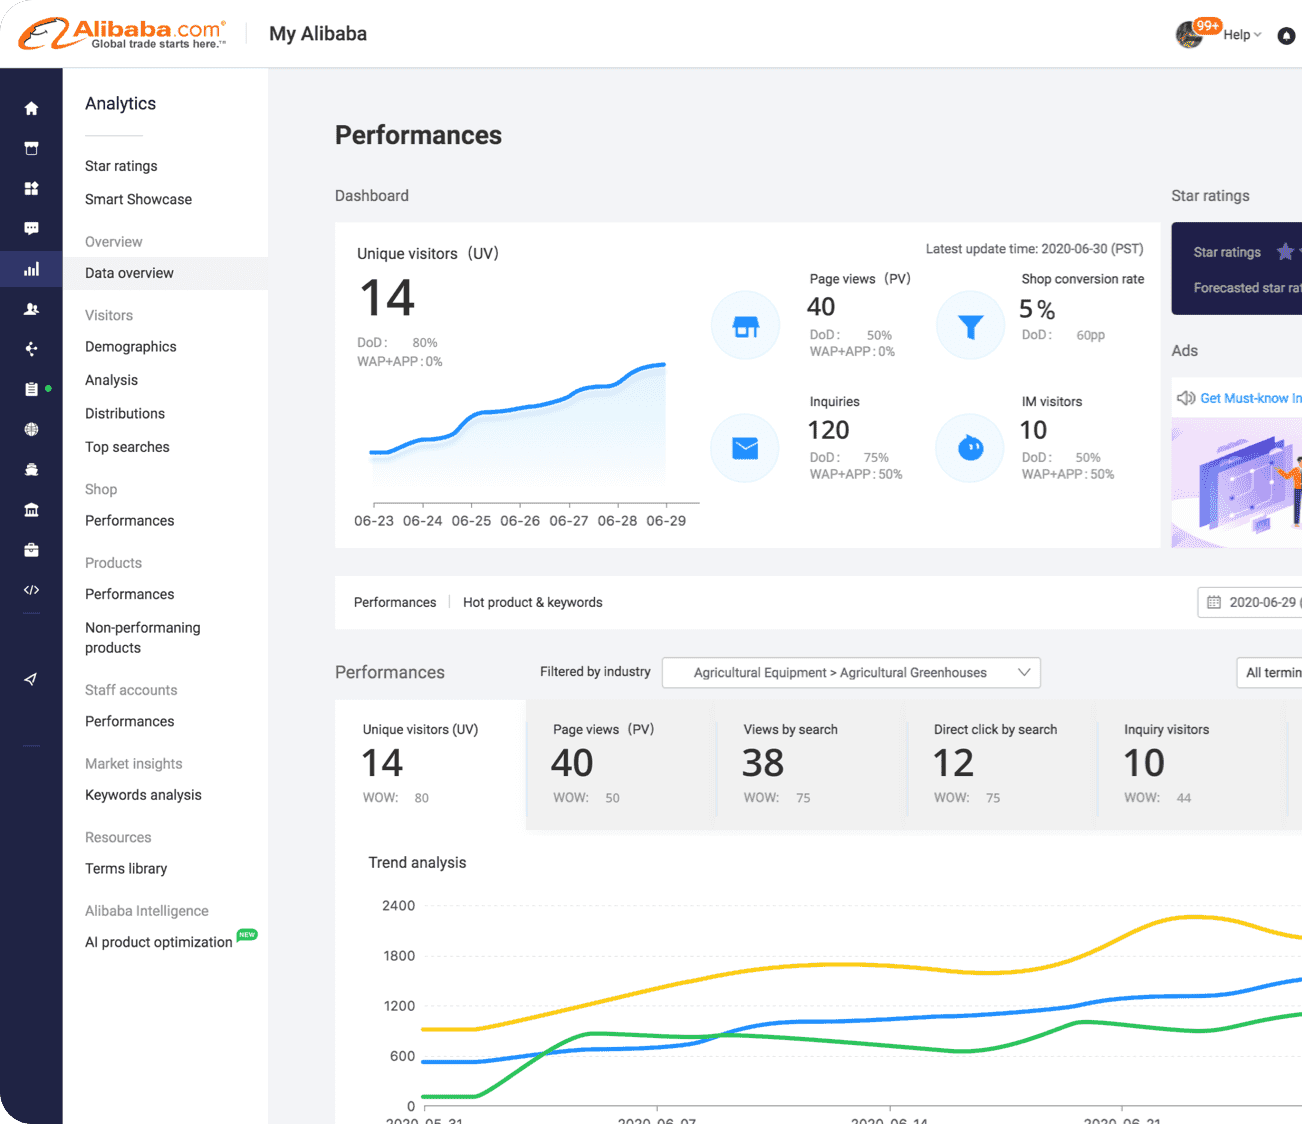 Alibaba.com®
Global trade starts here.™
My Alibaba
99+
Help
Analytics
Star ratings
Smart Showcase
Overview
Data overview
Visitors
Demographics
Analysis
Distributions
Top searches
Shop
Performances
Products
Performances
Non-performaning
products
Staff accounts
Performances
Market insights
Keywords analysis
Resources
Terms library
Alibaba Intelligence
AI product optimization NEW
Performances
Dashboard
Unique visitors (UV)
14
DoD: 80%
WAP+APP:0%
06-23 06-24 06-25 06-26 06-27 06-28 06-29
Latest update time: 2020-06-30 (PST)
Page views (PV)
40
DoD: 50%
WAP+APP:0%
Shop conversion rate
5%
DoD: 60pp
Inquiries
120
DoD: 75%
WAP+APP:50%
IM visitors
10
DoD: 50%
WAP+APP:50%
Star ratings
Star ratings
Forecasted star rat
Ads
Get Must-know In
Performances
Hot product & keywords
2020-06-29 (
Performances
Filtered by industry
Agricultural Equipment > Agricultural Greenhouses
All termin
Unique visitors (UV)
14
WOW: 80
Page views (PV)
40
WOW: 50
Views by search
38
WOW: 75
Direct click by search
12
WOW: 75
Inquiry visitors
10
WOW: 44
Trend analysis
2400
1800
1200
600
0
2020-05-31 2020-06-07 2020-06-14 2020-06-21